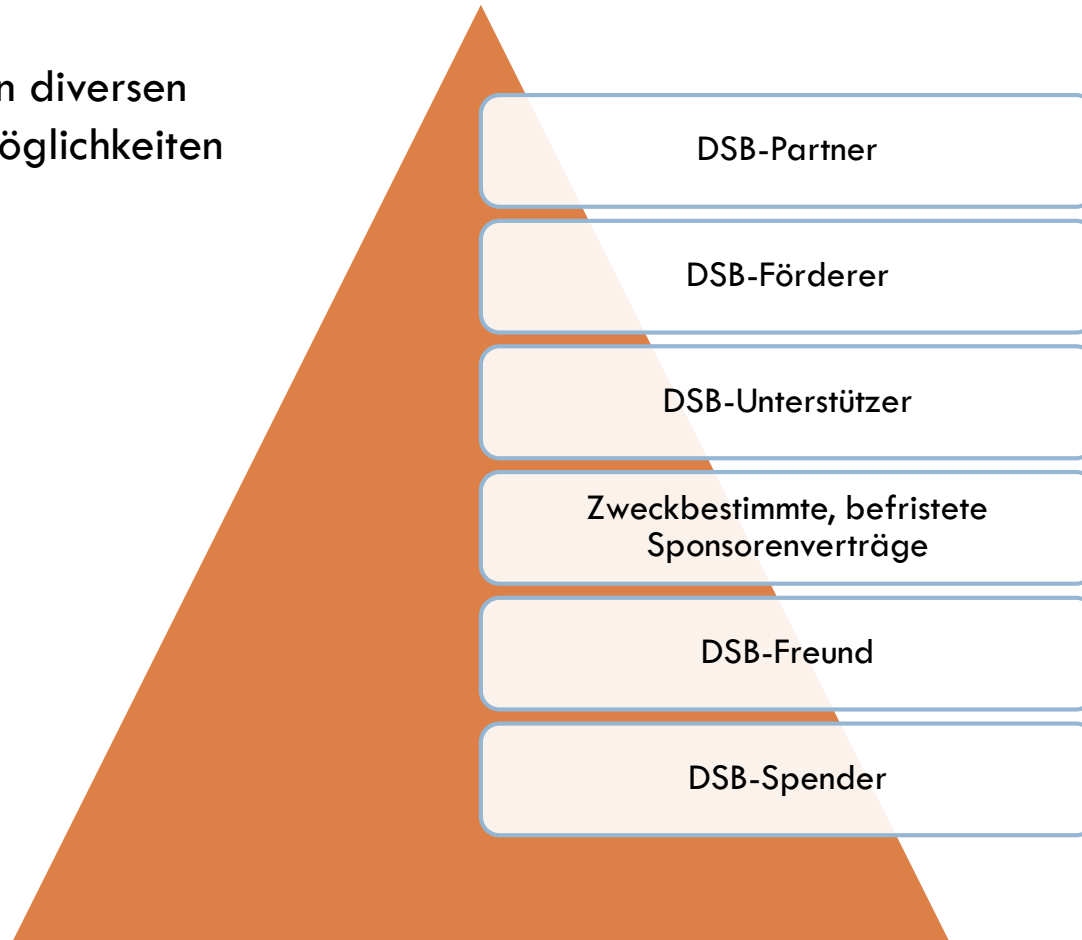 n diversen
öglichkeiten
DSB-Partner
DSB-Förderer
DSB-Unterstützer
Zweckbestimmte, befristete
Sponsorenverträge
DSB-Freund
DSB-Spender